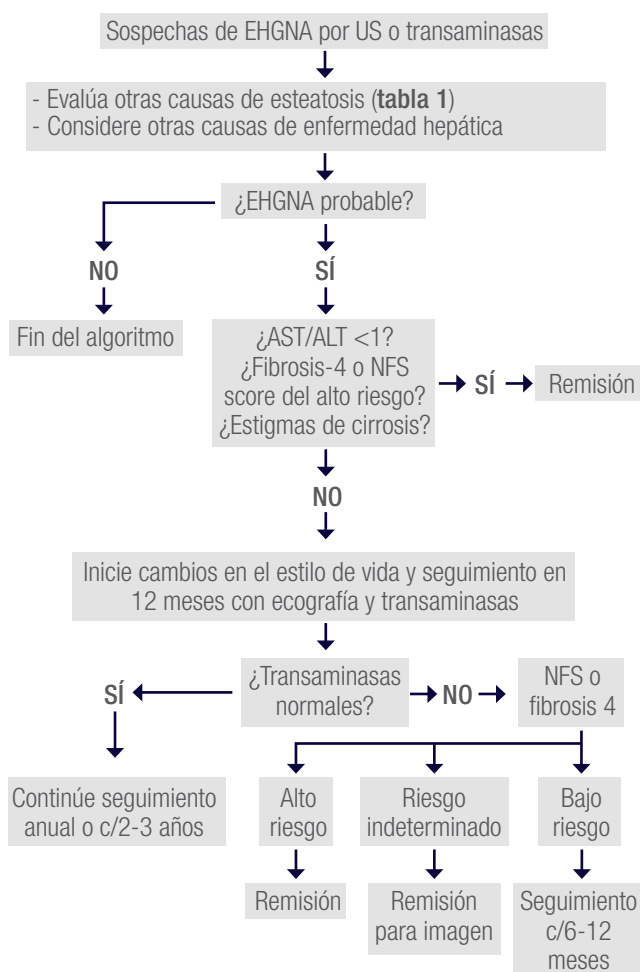 Sospechas de EHGNA por US o transaminasas
- Evalúa otras causas de esteatosis (tabla 1)
- Considere otras causas de enfermedad hepática
¿EHGNA probable?
NO
SÍ
Fin del algoritmo
¿AST/ALT <1?
¿Fibrosis-4 o NFS
score del alto riesgo?
¿Estigmas de cirrosis?
SÍ
Remisión
NO
Inicie cambios en el estilo de vida y seguimiento en
12 meses con ecografía y transaminasas
SÍ
¿Transaminasas
normales?
NO
NFS o
fibrosis 4
Continúe seguimiento
anual o c/2-3 años
Alto
riesgo
Riesgo
indeterminado
Bajo
riesgo
Remisión
Remisión
para imagen
Seguimiento
c/6-12
meses